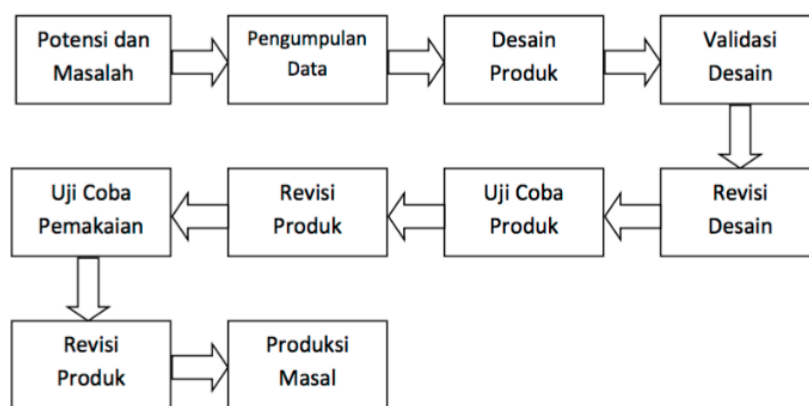 Potensi dan
Masalah
Pengumpulan
Data
Desain
Produk
Validasi
Desain
Revisi
Desain
Uji Coba
Produk
Revisi
Produk
Uji Coba
Pemakaian
Revisi
Produk
Produksi
Masal